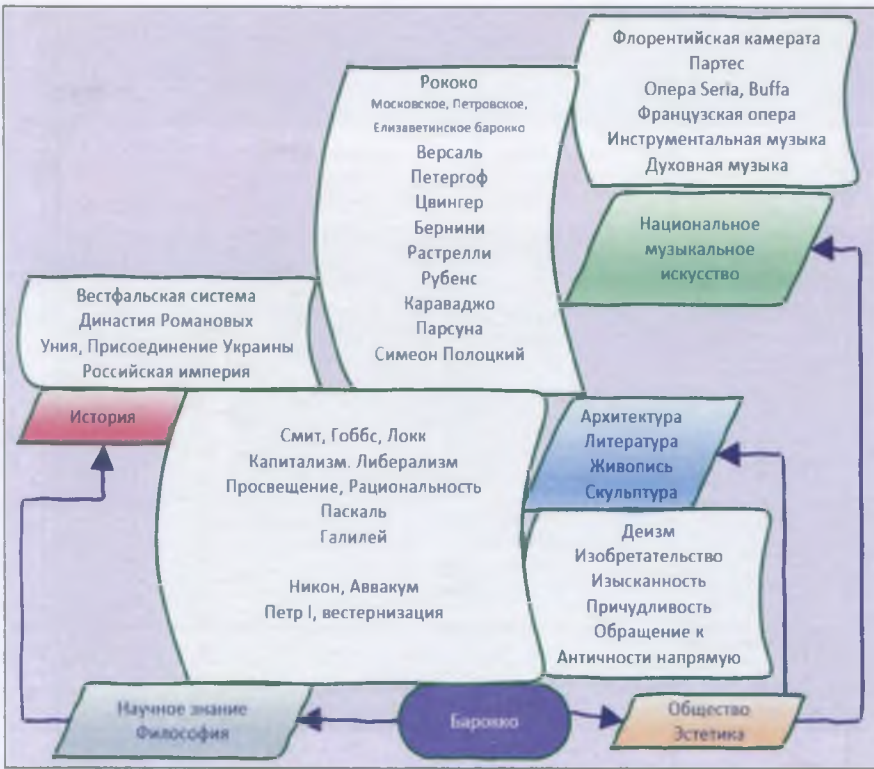 Флорентийская камерата
Партес
Опера Seria, Buffa
Французская опера
Инструментальная музыка
Духовная музыка
Рококо
Московское, Петровское,
Елизаветинское барокко
Версаль
Петергоф
Цвингер
Бернини
Растрелли
Рубенс
Караваджо
Парсуна
Симеон Полоцкий
Национальное
музыкальное
искусство
Вестфальская система
Династия Романовых
Уния, Присоединение Украины
Российская империя
История
Смит, Гоббс, Локк
Капитализм. Либерализм
Просвещение, Рациональность
Паскаль
Галилей
Никон, Аввакум
Петр I, вестернизация
Архитектура
Литература
Живопись
Скульптура
Деизм
Изобретательство
Изысканность
Причудливость
Обращение к
Античности напрямую
Научное знание
Философия
Барокко
Общество
Эстетика